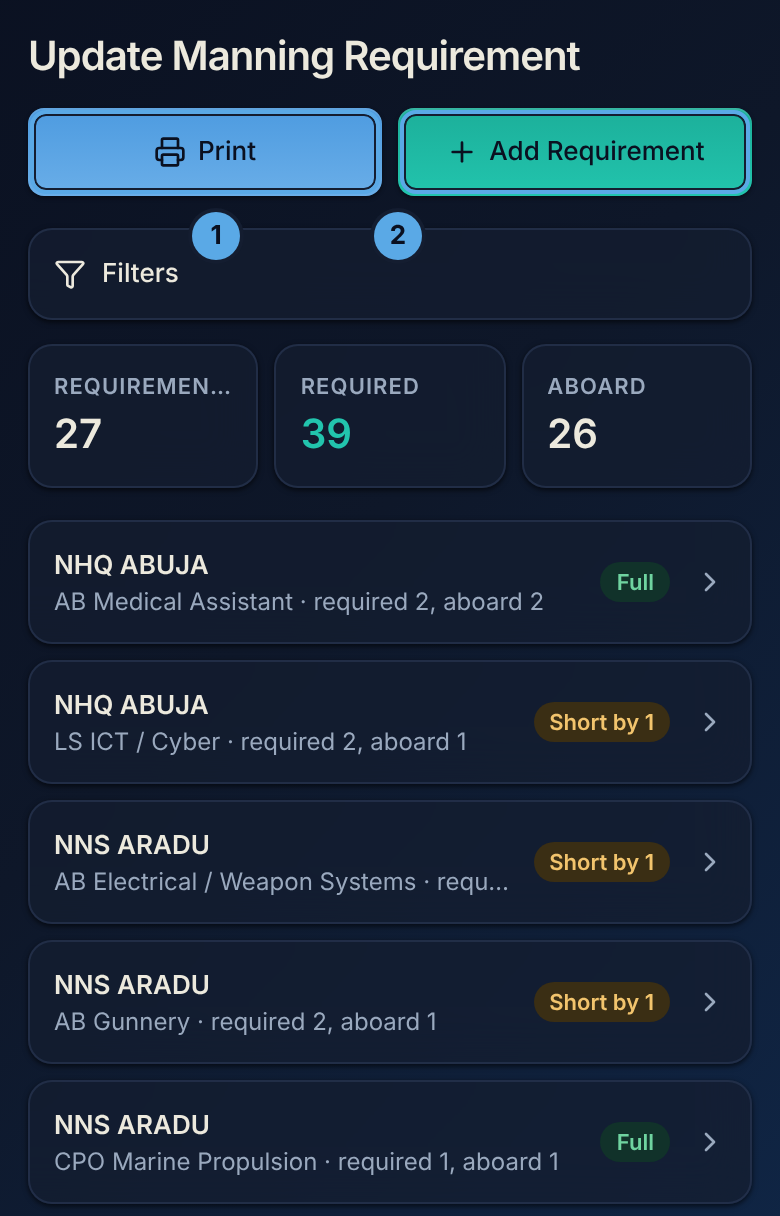 Update Manning Requirement
Print
Add Requirement
1
2
Filters
REQUIREMEN...
REQUIRED
ABOARD
27
39
26
NHQ ABUJA
AB Medical Assistant · required 2, aboard 2
Full
NHQ ABUJA
LS ICT / Cyber · required 2, aboard 1
Short by 1
NNS ARADU
AB Electrical / Weapon Systems · requ...
Short by 1
NNS ARADU
AB Gunnery · required 2, aboard 1
Short by 1
NNS ARADU
CPO Marine Propulsion · required 1, aboard 1
Full